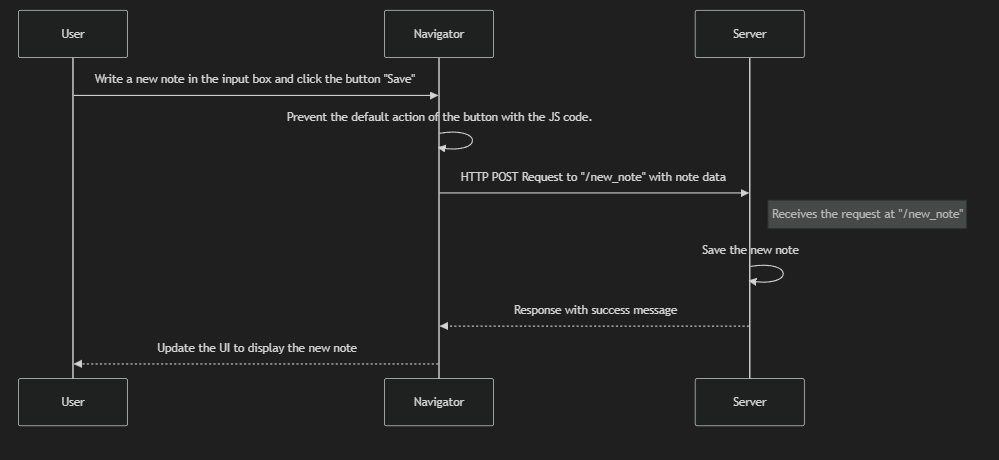 User
Navigator
Server
Write a new note in the input box and click the button "Save"
Prevent the default action of the button with the JS code.
HTTP POST Request to "/new_note" with note data
Receives the request at "/new_note"
Save the new note
Response with success message
Update the UI to display the new note
User
Navigator
Server